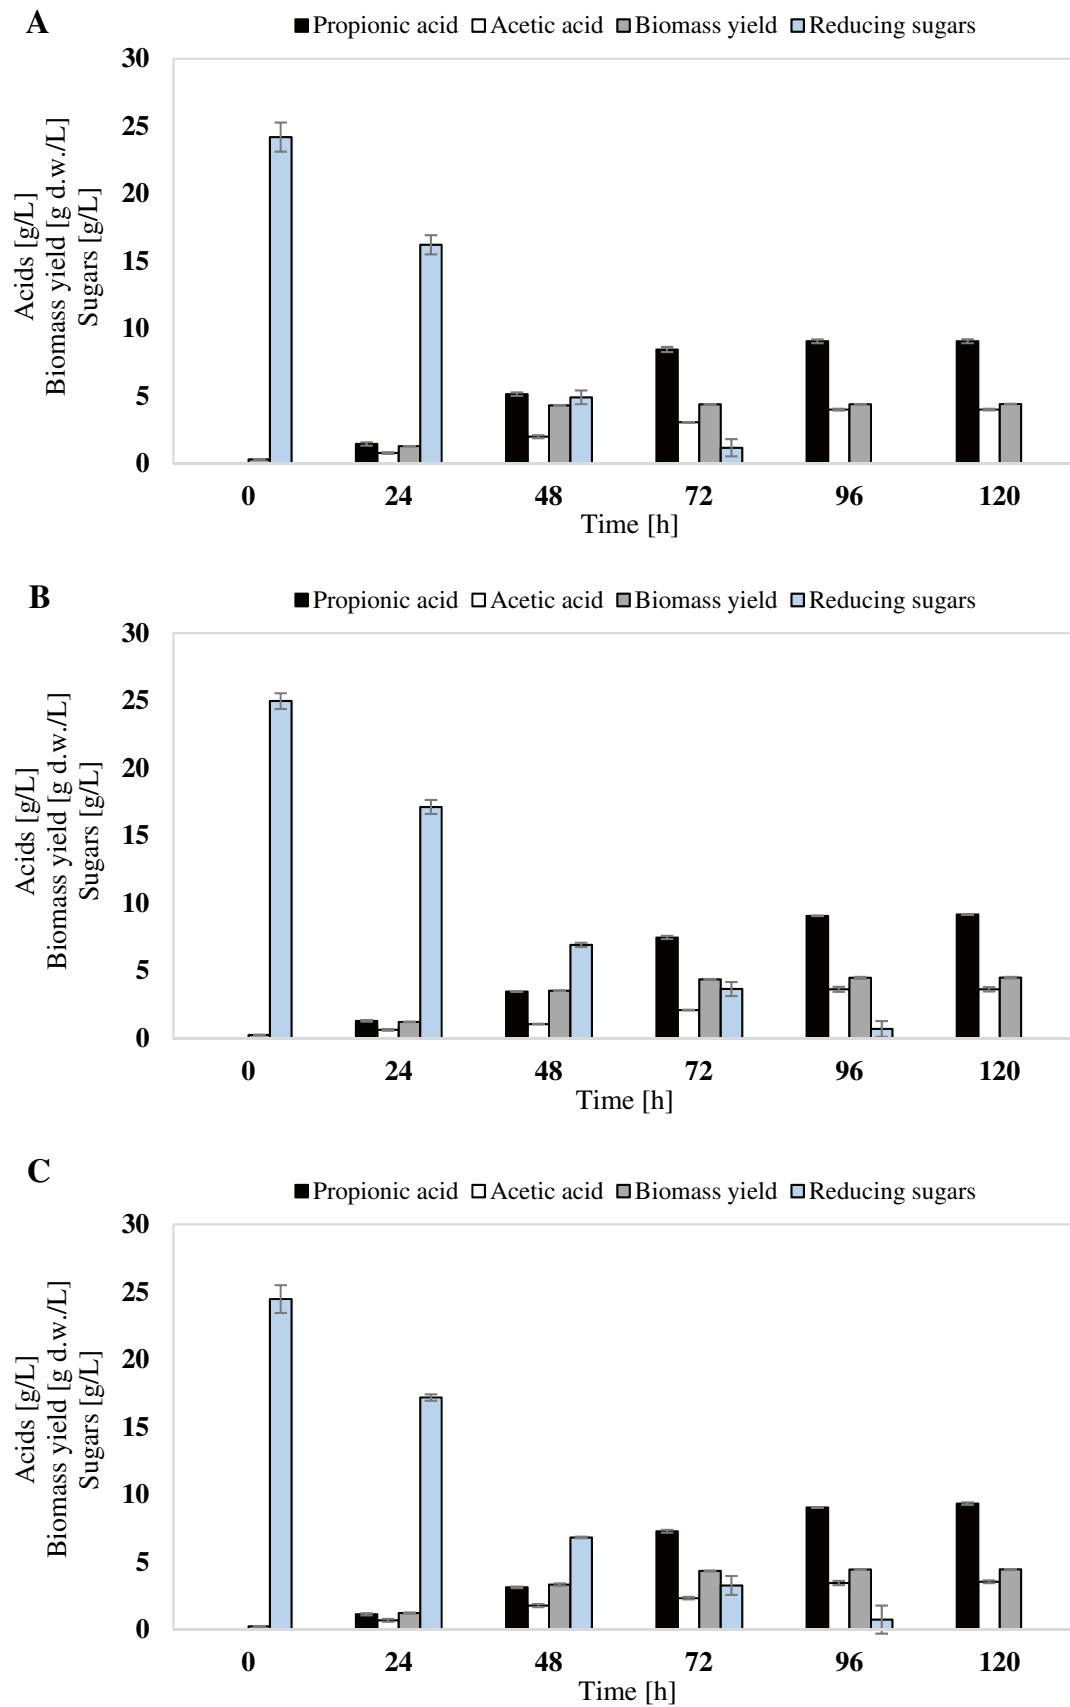 A
Propionic acid Acetic acid Biomass yield Reducing sugars
Acids [g/L]
Biomass yield [g d.w./L]
Sugars [g/L]
30
25
20
15
10
5
0
0 24 48 72 96 120
Time [h]
B
Propionic acid Acetic acid Biomass yield Reducing sugars
Acids [g/L]
Biomass yield [g d.w./L]
Sugars [g/L]
30
25
20
15
10
5
0
0 24 48 72 96 120
Time [h]
C
Propionic acid Acetic acid Biomass yield Reducing sugars
Acids [g/L]
Biomass yield [g d.w./L]
Sugars [g/L]
30
25
20
15
10
5
0
0 24 48 72 96 120
Time [h]